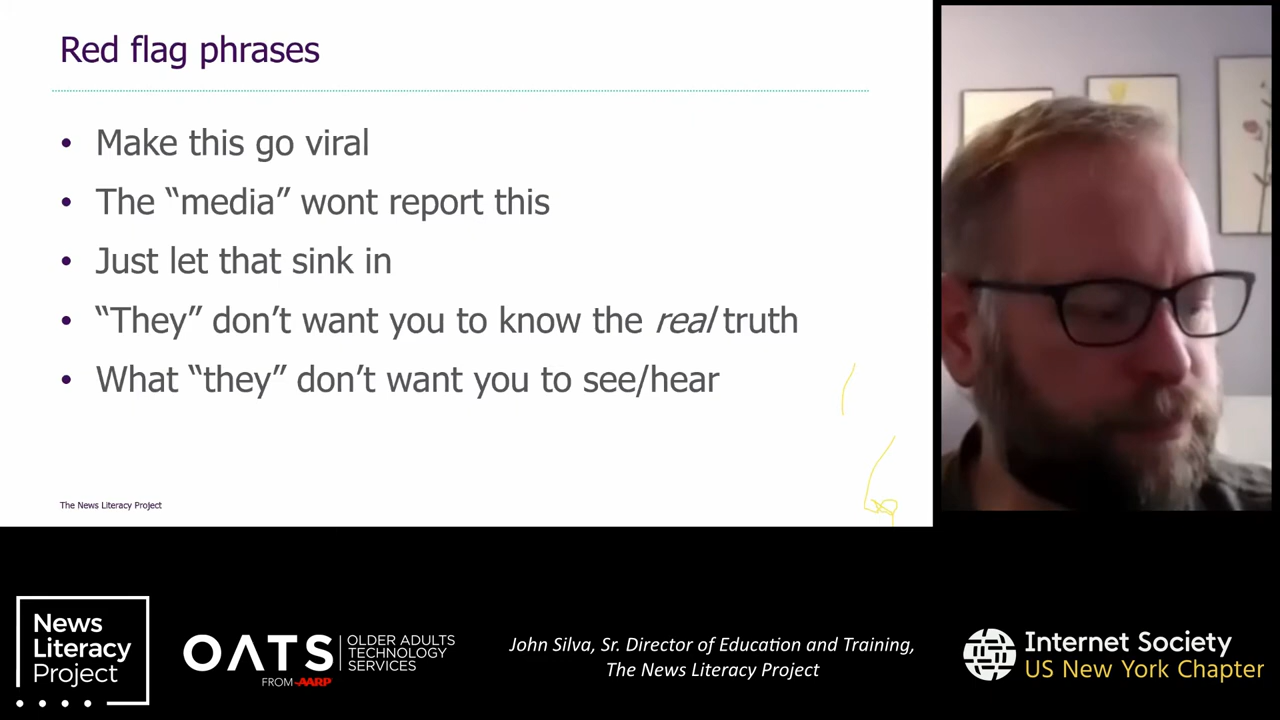 Red flag phrases
• Make this go viral
• The “media” wont report this
• Just let that sink in
• “They” don’t want you to know the real truth
• What “they” don’t want you to see/hear
The News Literacy Project
News
Literacy
Project
OATS
OLDER ADULTS
TECHNOLOGY
SERVICES
FROM AARP
John Silva, Sr. Director of Education and Training,
The News Literacy Project
Internet Society
US New York Chapter